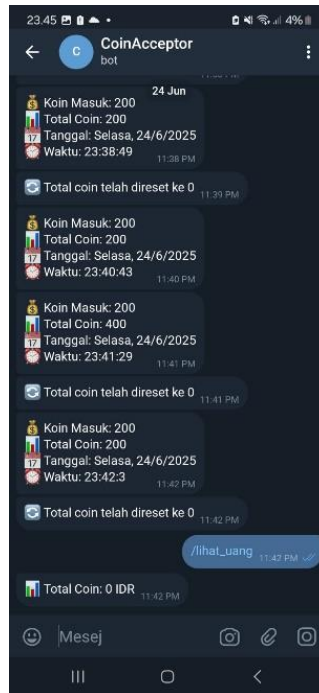 23.45
4%
C
CoinAcceptor
bot
24 Jun
Koin Masuk: 200
Total Coin: 200
17 Tanggal: Selasa, 24/6/2025
Waktu: 23:38:49
11:38 PM
Total coin telah direset ke 0 11:39 PM
Koin Masuk: 200
Total Coin: 200
17 Tanggal: Selasa, 24/6/2025
Waktu: 23:40:43
11:40 PM
Koin Masuk: 200
Total Coin: 400
17 Tanggal: Selasa, 24/6/2025
Waktu: 23:41:29
11:41 PM
Total coin telah direset ke 0 11:41 PM
Koin Masuk: 200
Total Coin: 200
17 Tanggal: Selasa, 24/6/2025
Waktu: 23:42:3
11:42 PM
Total coin telah direset ke 0 11:42 PM
/lihat_uang 11:42 PM
Total Coin: 0 IDR 11:42 PM
Mesej